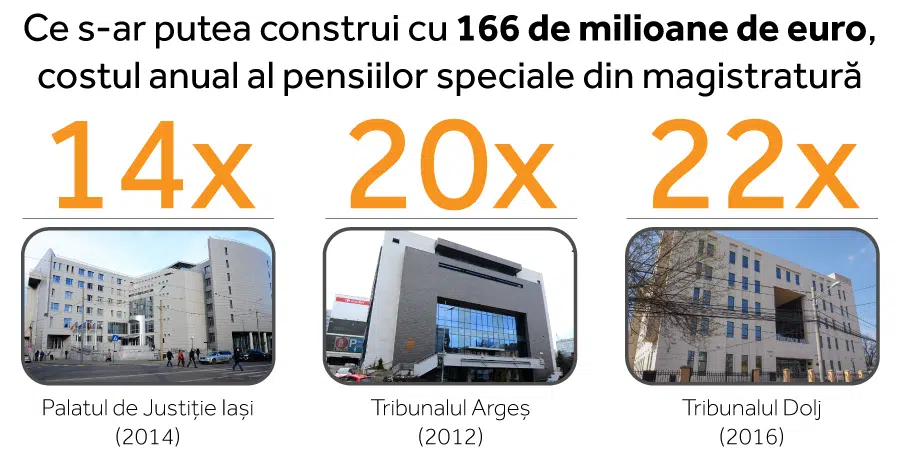 Ce s-ar putea construi cu 166 de milioane de euro,
costul anual al pensiilor speciale din magistratură
14x
20x
22x
Palatul de Justiție Iași
(2014)
Tribunalul Argeș
(2012)
Tribunalul Dolj
(2016)